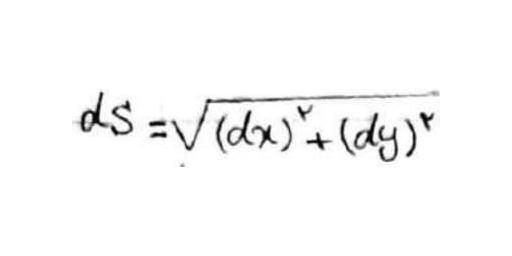 dS = √((dx)^۲ + (dy)^۲)